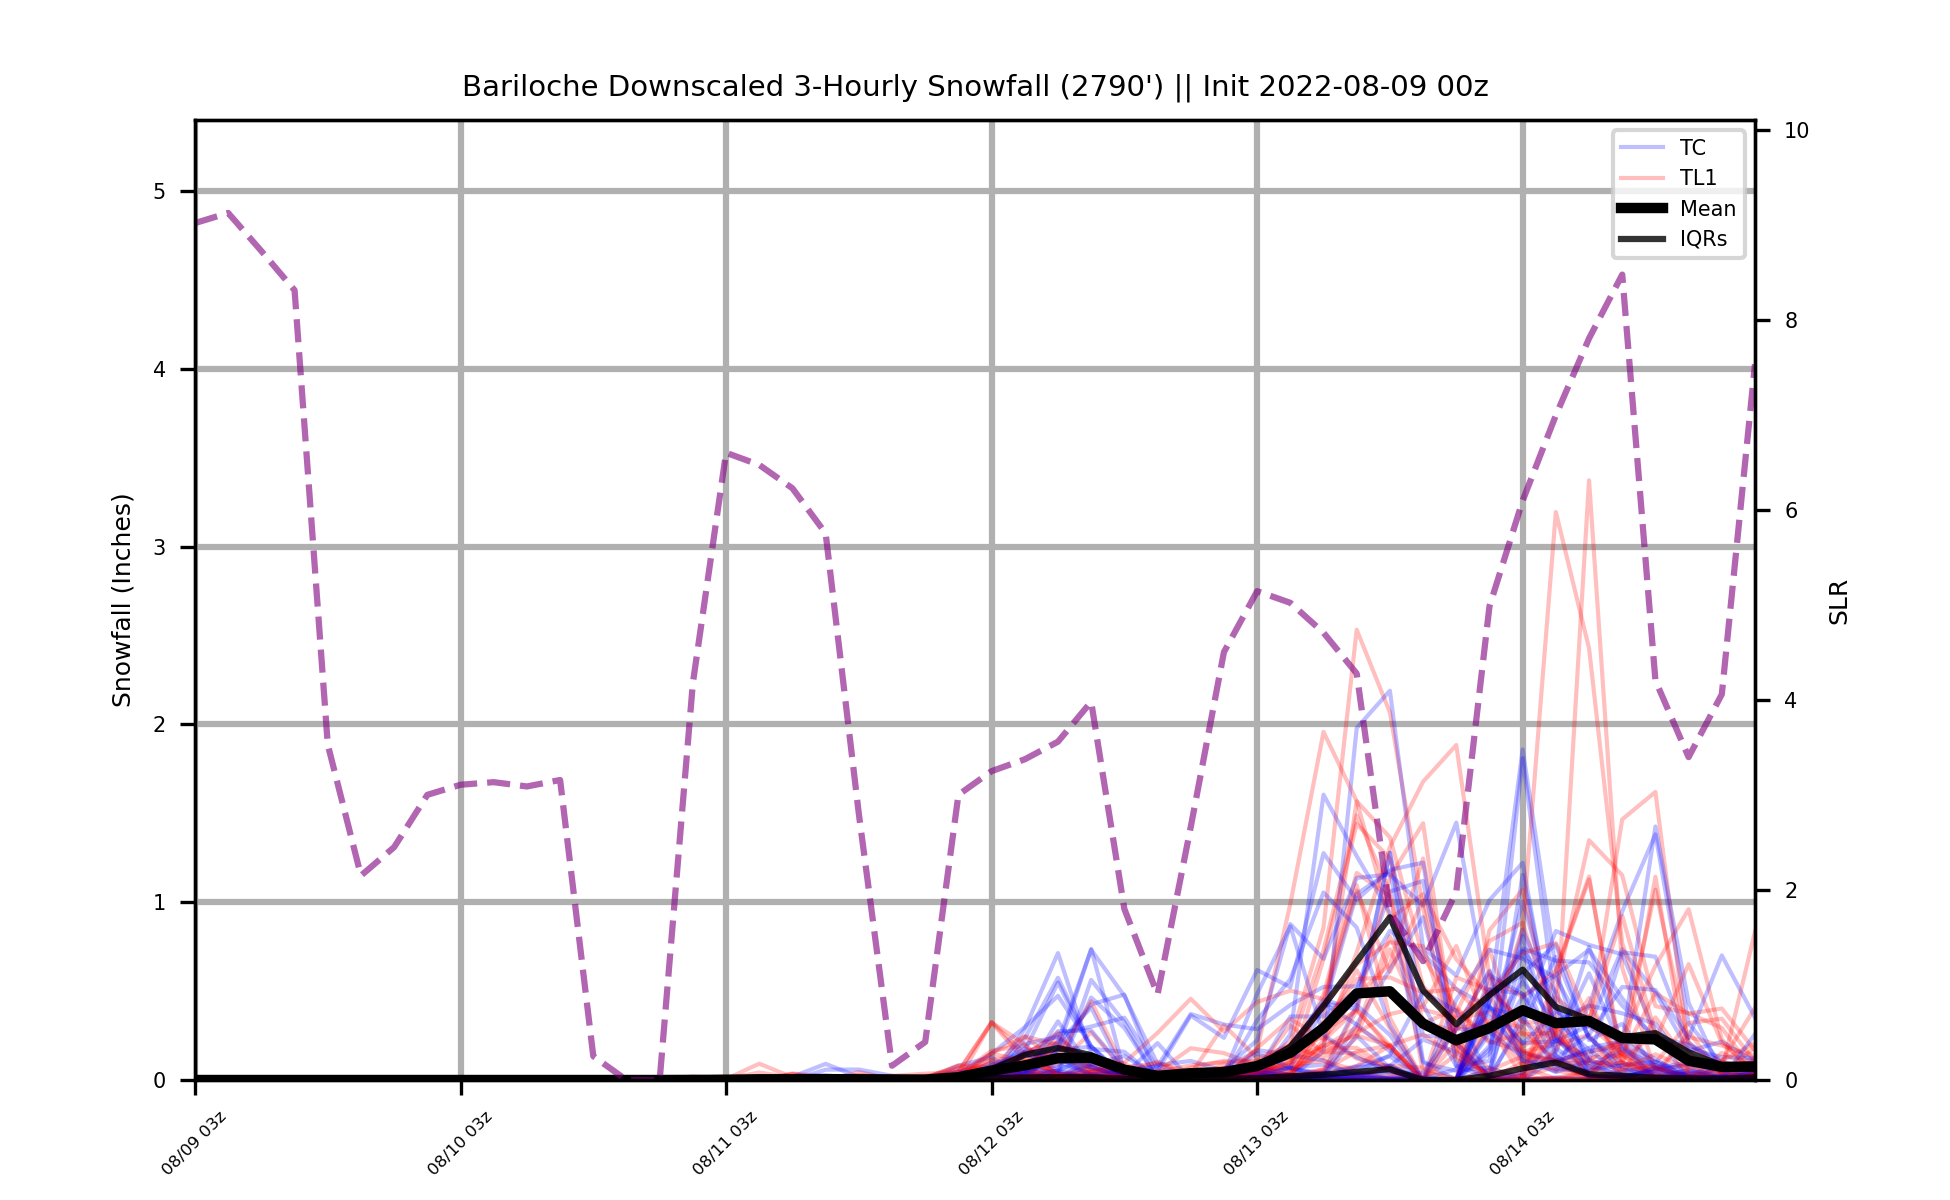 Bariloche Downscaled 3-Hourly Snowfall (2790') || Init 2022-08-09 00z
TC
TL1
Mean
IQRs
Snowfall (Inches)
5
4
3
2
1
0
10
8
6
4
2
0
SLR
08/09 03z
08/10 03z
08/11 03z
08/12 03z
08/13 03z
08/14 03z